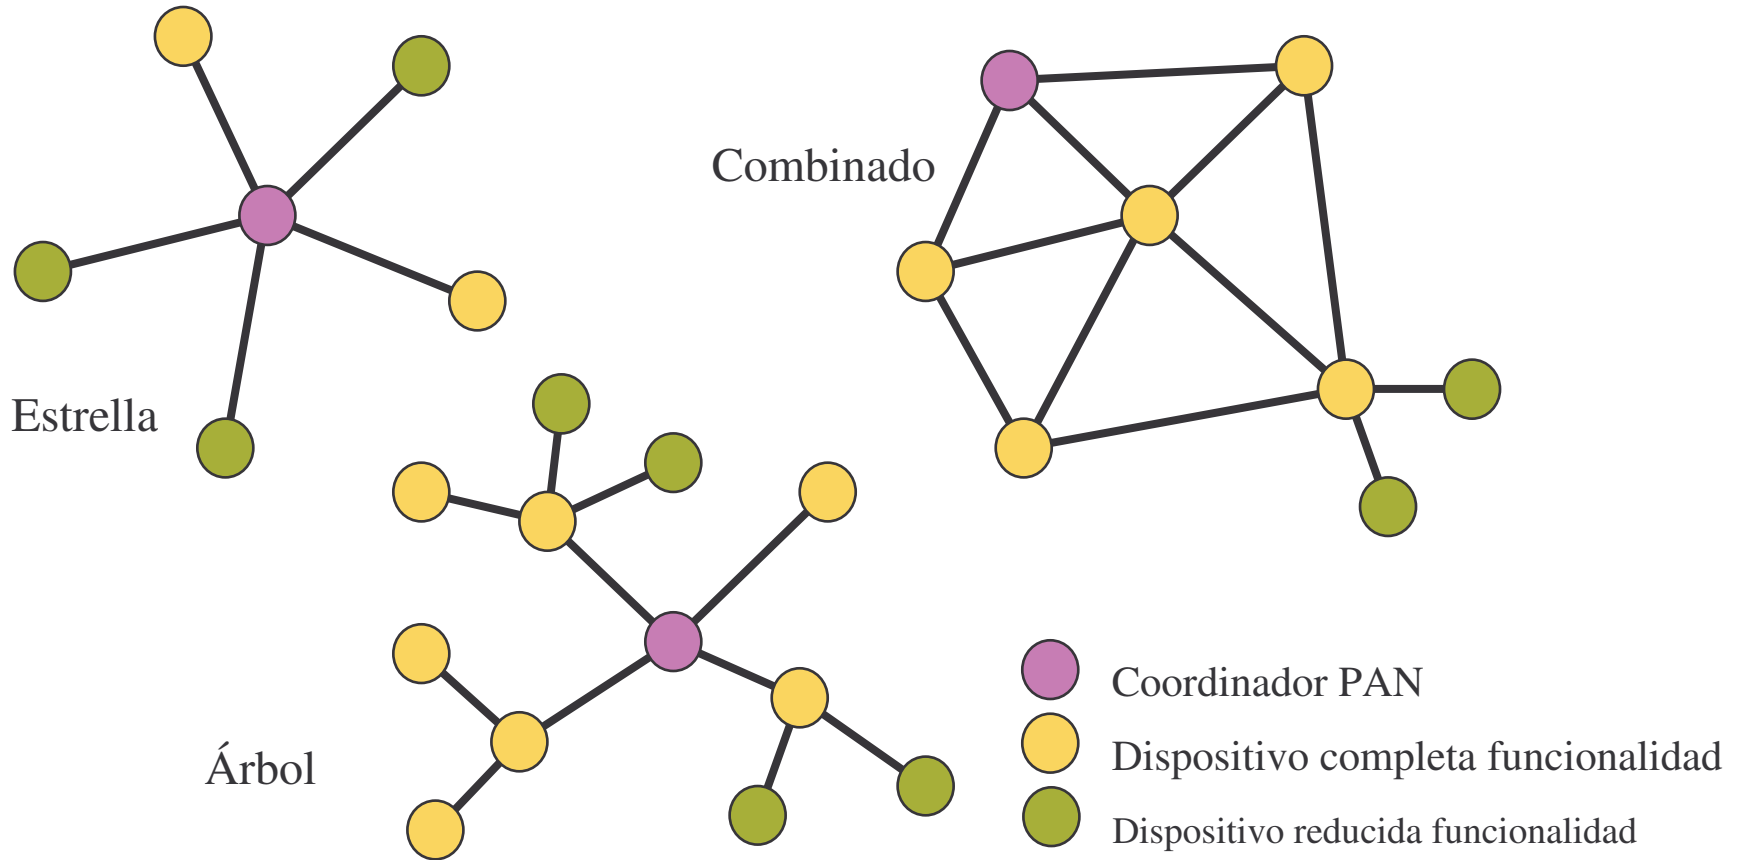 Combinado
Estrella
Árbol
Coordinador PAN
Dispositivo completa funcionalidad
Dispositivo reducida funcionalidad